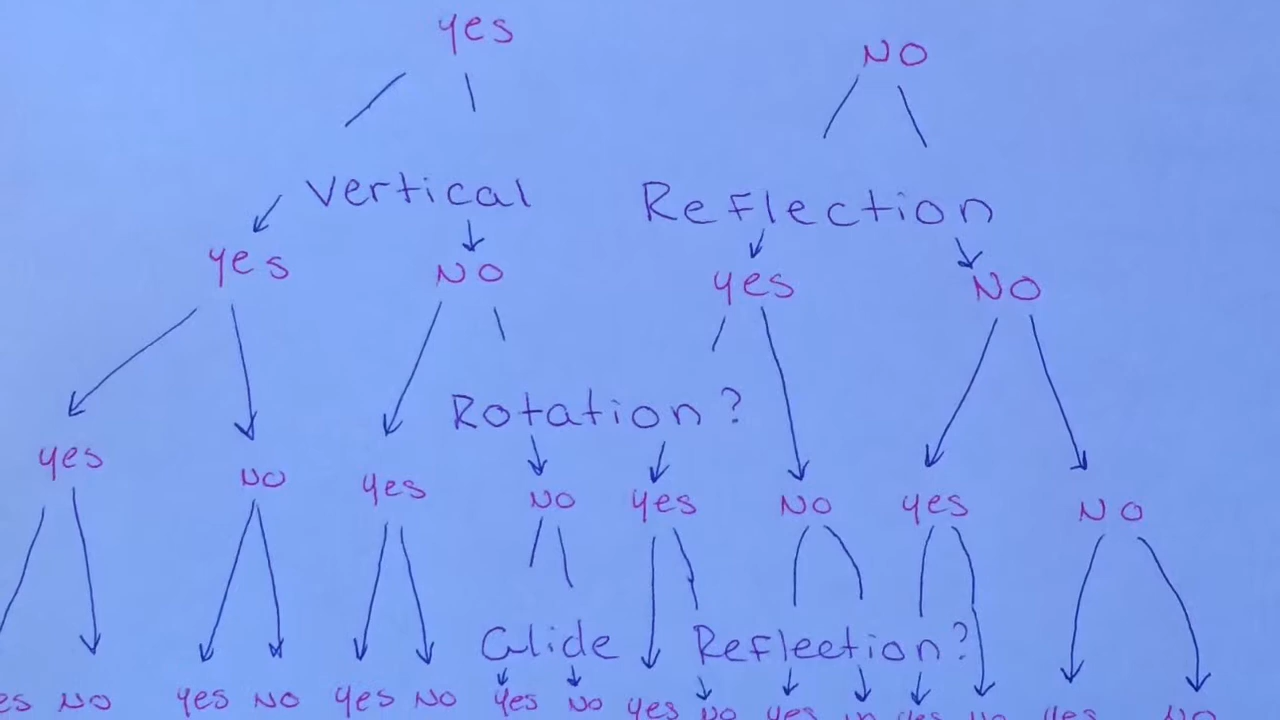 yes NO
Vertical Reflection
yes NO yes NO
Rotation?
yes NO yes NO yes NO yes NO
Glide Reflection?
NO yes NO yes NO yes NO yes NO yes yes No yes NO